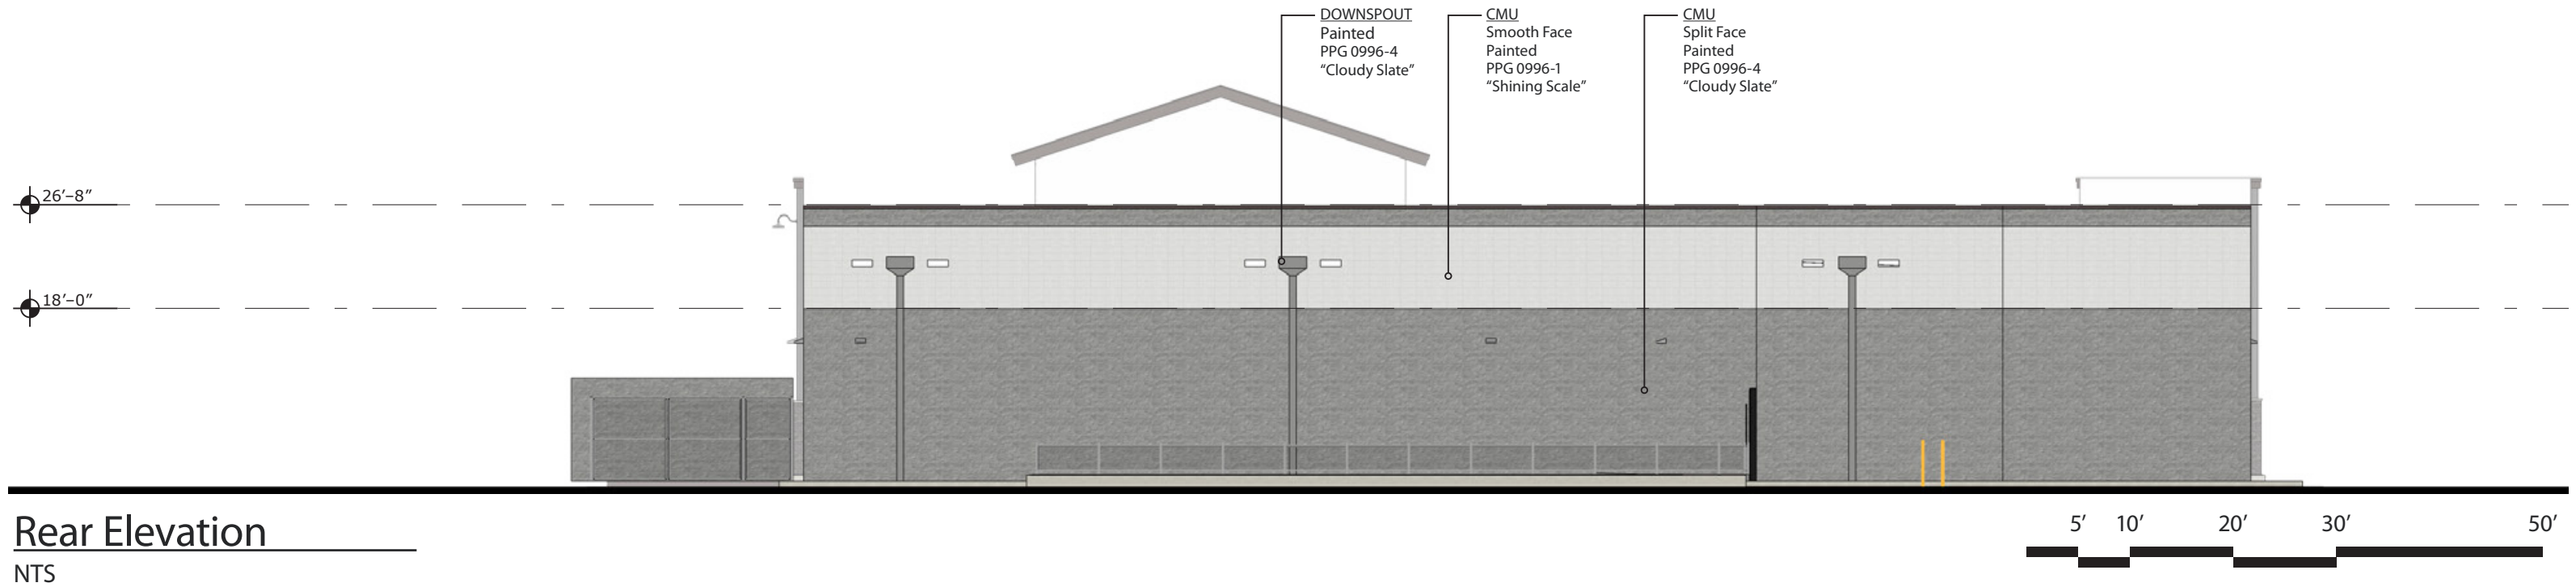 DOWNSPOUT
Painted
PPG 0996-4
“Cloudy Slate”
CMU
Smooth Face
Painted
PPG 0996-1
“Shining Scale”
CMU
Split Face
Painted
PPG 0996-4
“Cloudy Slate”
26’–8”
18’–0”
Rear Elevation
NTS
5’ 10’ 20’ 30’ 50’